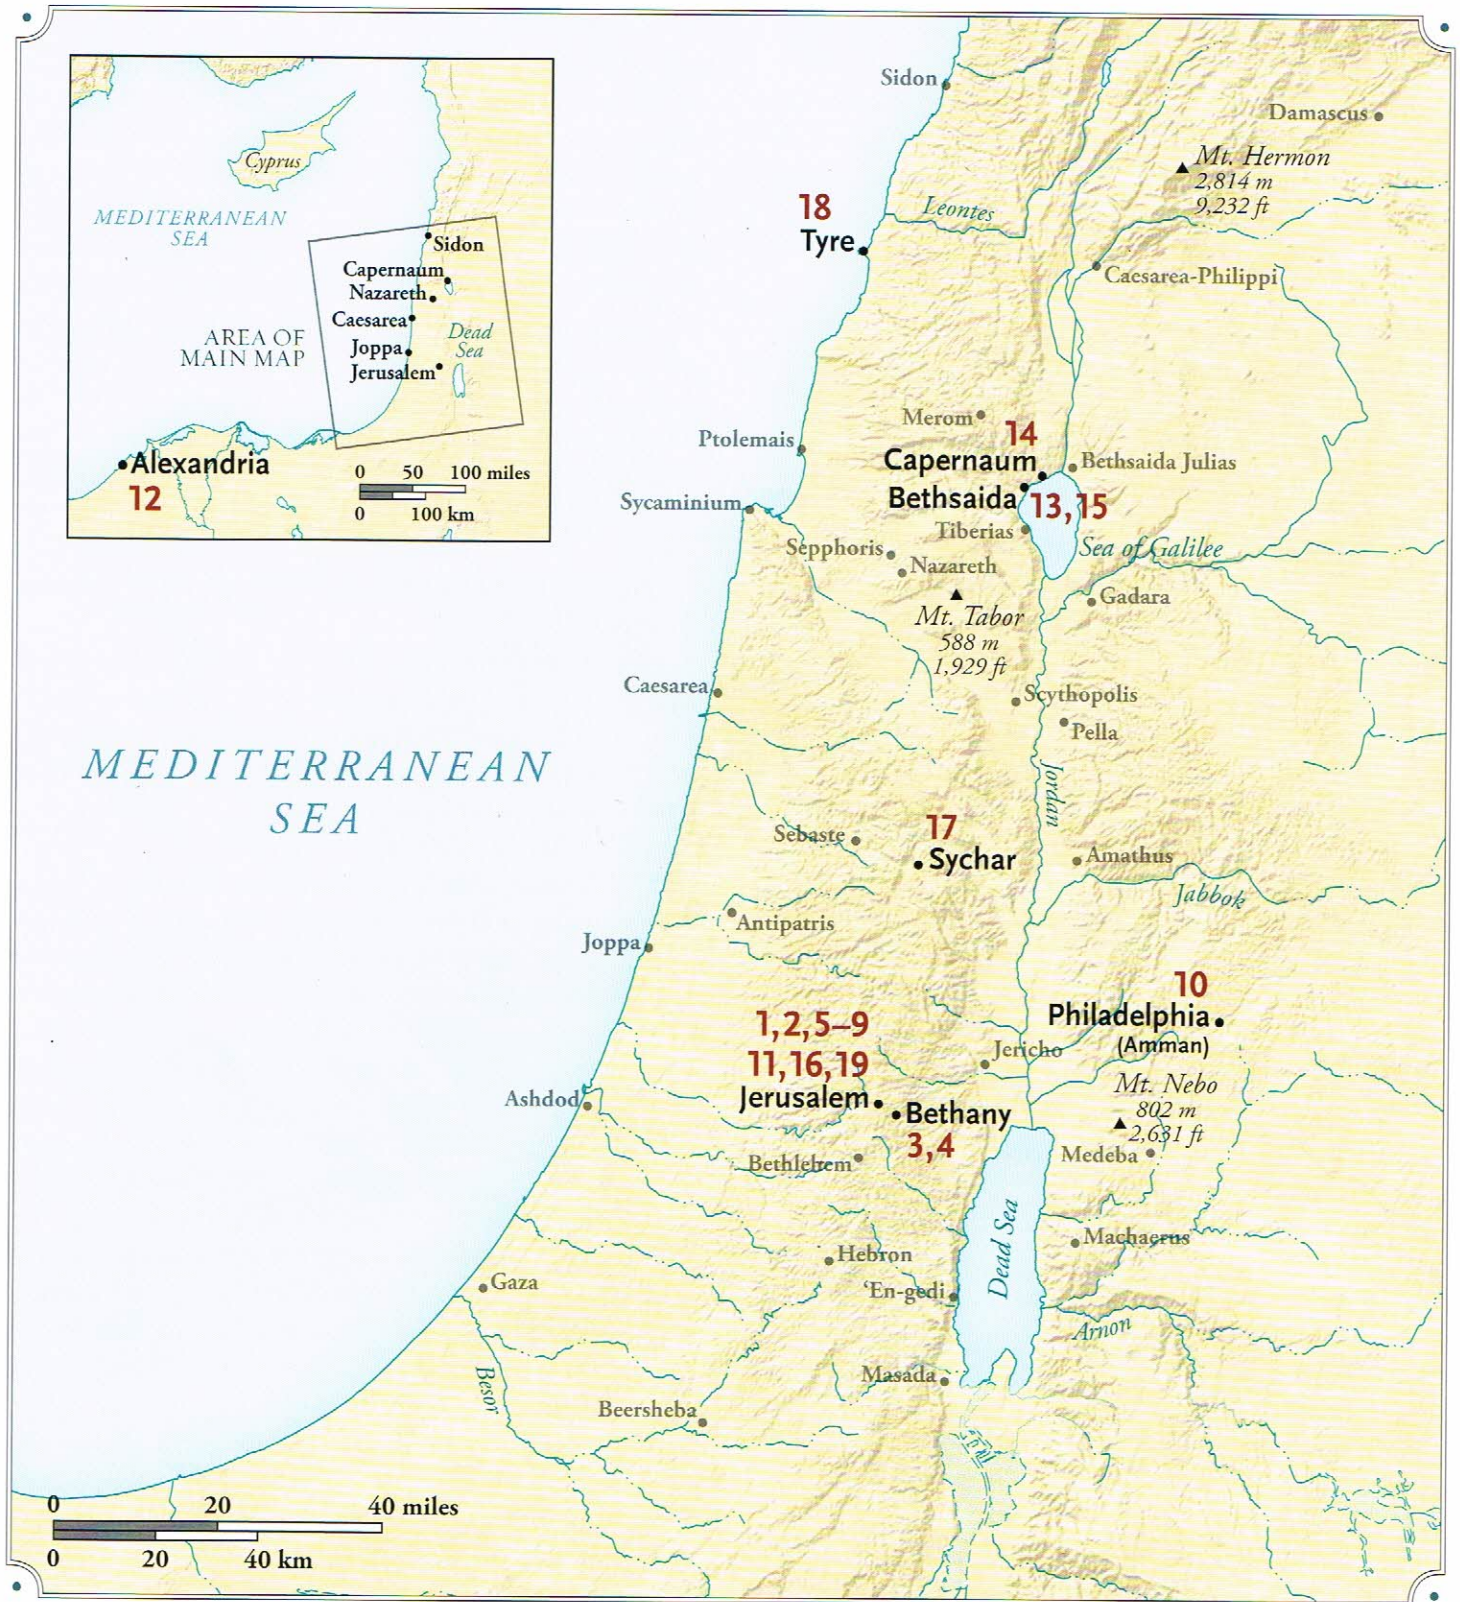 Cyprus
MEDITERRANEAN
SEA
Sidon
Capernaum
Nazareth
Caesarea
AREA OF
MAIN MAP
Dead
Sea
Joppa
Jerusalem
Alexandria
12
0 50 100 miles
0 100 km
Sidon
Damascus
Mt. Hermon
2,814 m
9,232 ft
18
Tyre
Leontes
Caesarea-Philippi
Merom
14
Ptolemais
Capernaum
Bethsaida Julias
Bethsaida
13, 15
Sycaminium
Tiberias
Sea of Galilee
Sepphoris
Nazareth
Gadara
Mt. Tabor
588 m
1,929 ft
Caesarea
Scythopolis
Pella
MEDITERRANEAN
SEA
Jordan
17
Sebaste
Sychar
Amathus
Jabbok
Antipatris
Joppa
10
Philadelphia
(Amman)
1, 2, 5–9
11, 16, 19
Jerusalem
Jericho
Mt. Nebo
802 m
2,631 ft
Ashdod
Bethany
3, 4
Bethlehem
Medeba
Dead Sea
Machaerus
Hebron
Gaza
‘En-gedi
Arnon
Masada
Besor
Beersheba
0 20 40 miles
0 20 40 km